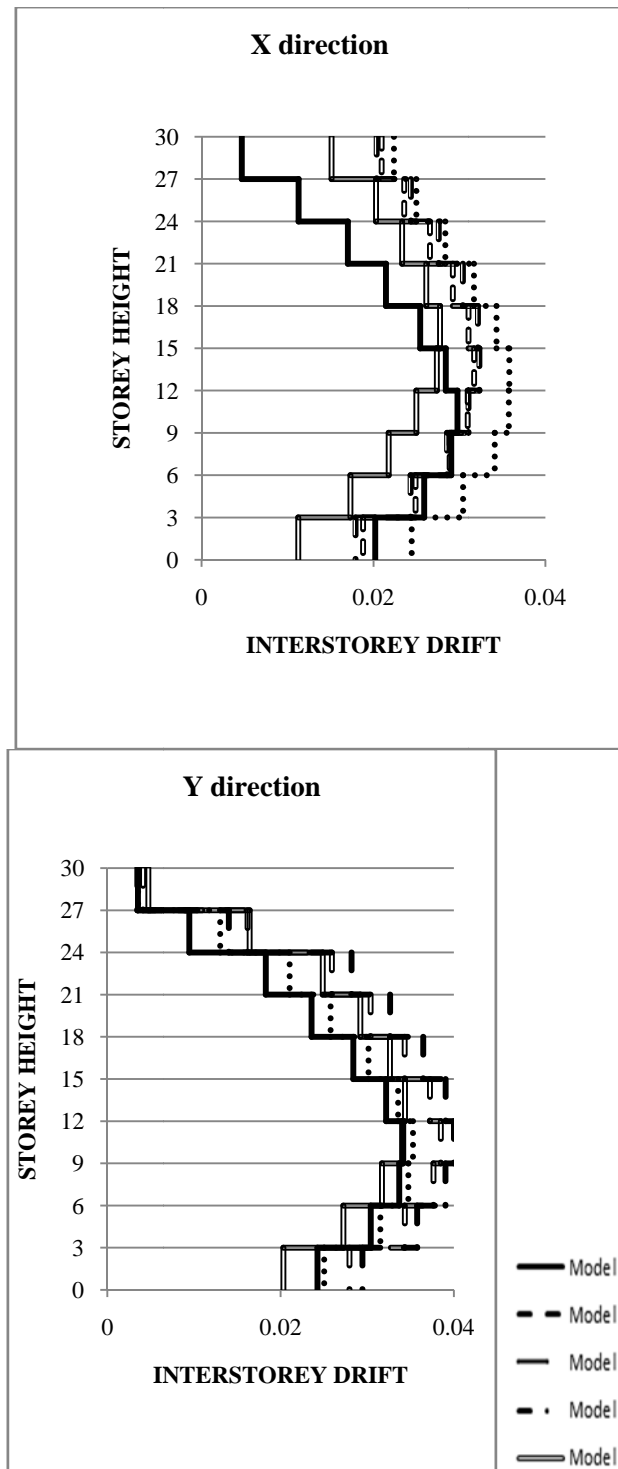 X direction
30
27
24
21
18
15
12
9
6
3
0
STOREY HEIGHT
0 0.02 0.04
INTERSTOREY DRIFT
Y direction
30
27
24
21
18
15
12
9
6
3
0
STOREY HEIGHT
0 0.02 0.04
INTERSTOREY DRIFT
Model
Model
Model
Model
Model